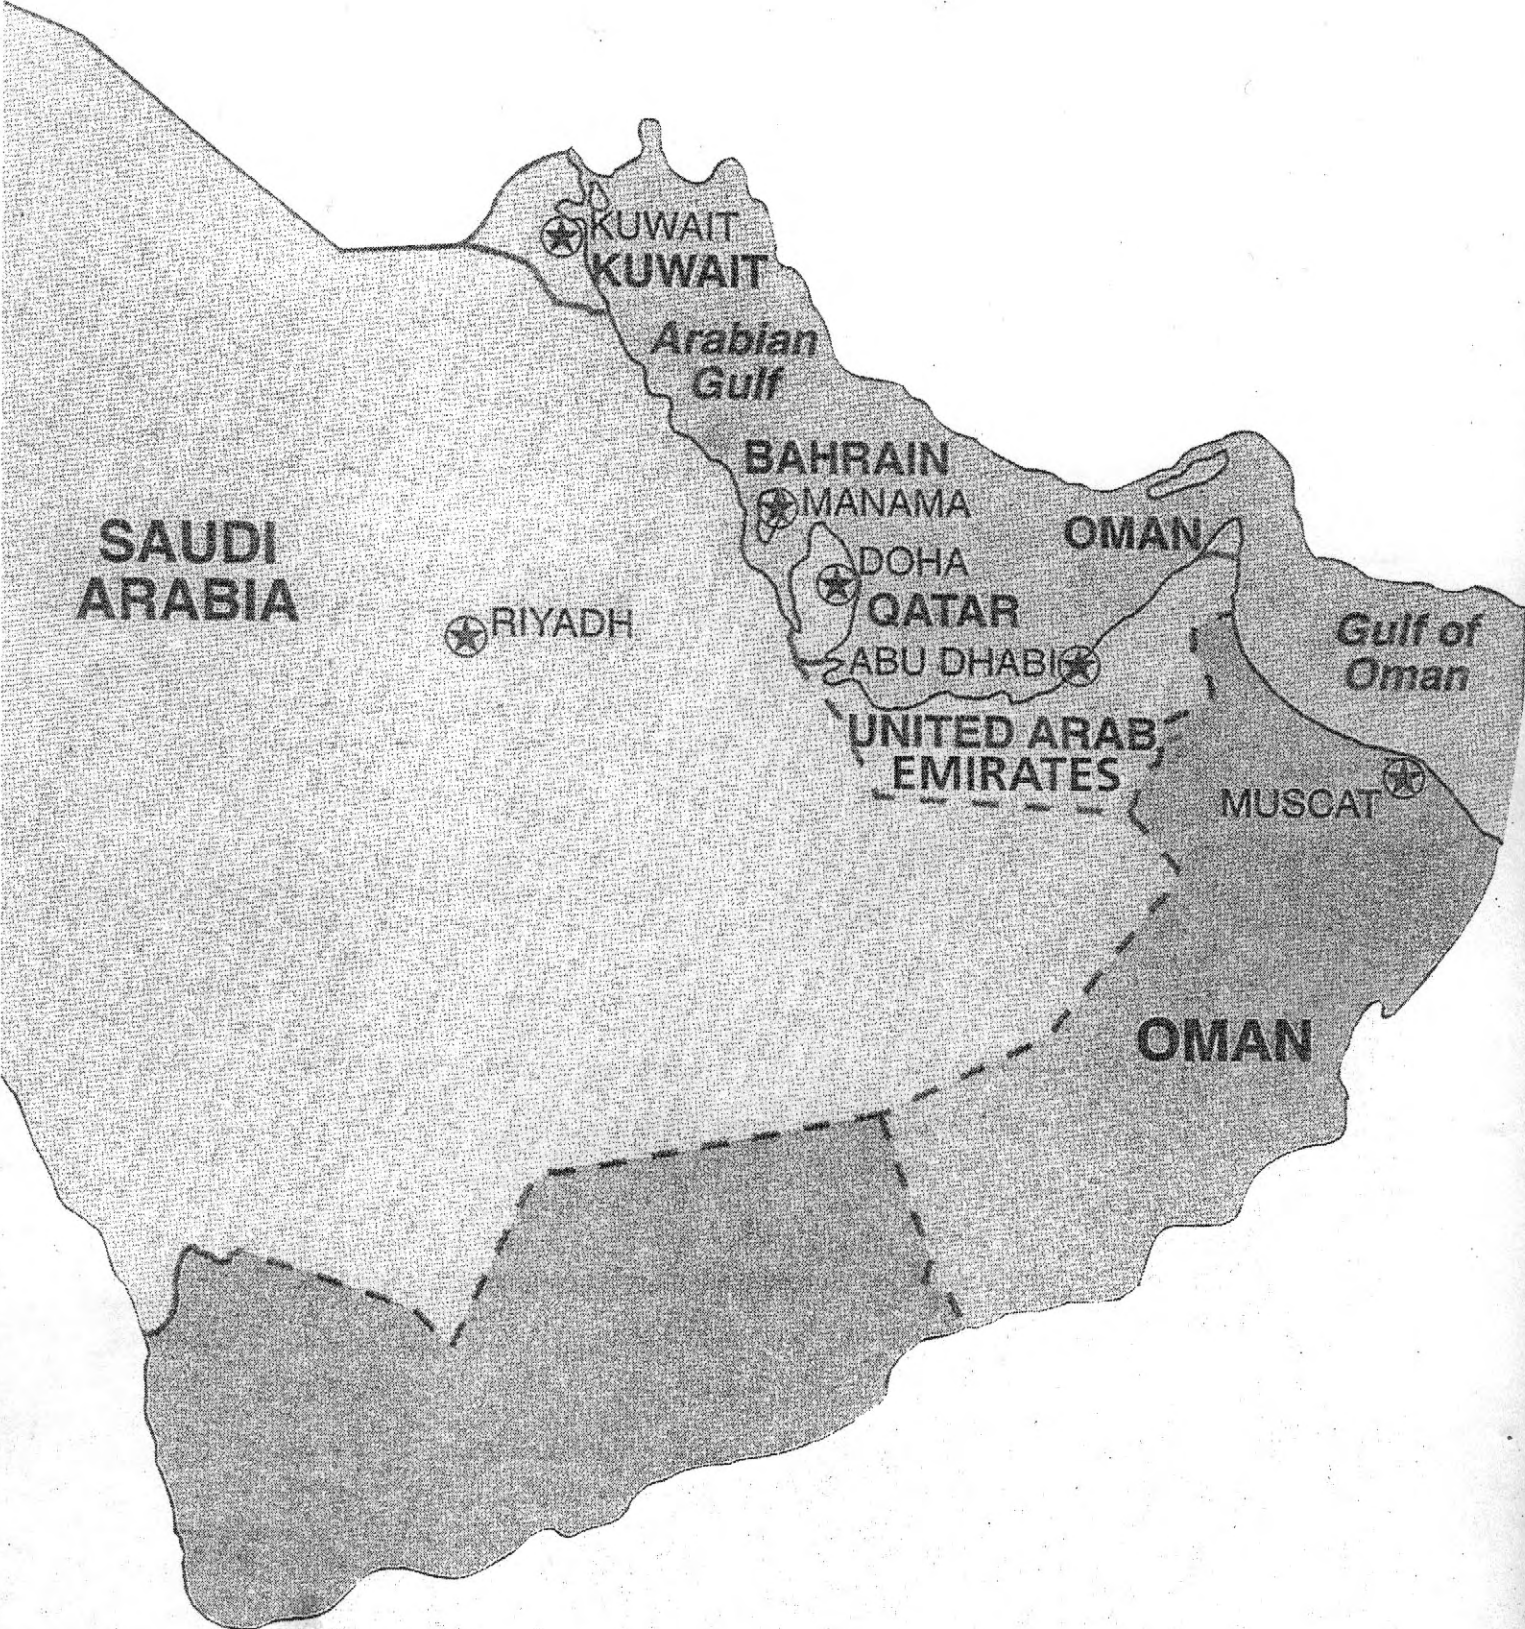 KUWAIT
KUWAIT
Arabian
Gulf
BAHRAIN
MANAMA
OMAN
DOHA
QATAR
ABU DHABI
SAUDI
ARABIA
RIYADH
Gulf of
Oman
UNITED ARAB
EMIRATES
MUSCAT
OMAN